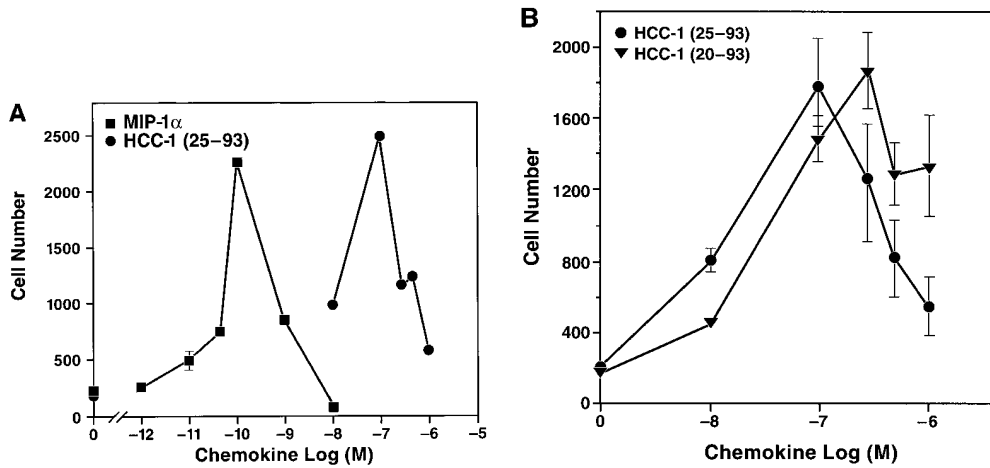 A
MIP-1α
HCC-1 (25–93)
Cell Number
2500
2000
1500
1000
500
0
0 –12 –11 –10 –9 –8 –7 –6 –5
Chemokine Log (M)
B
HCC-1 (25–93)
HCC-1 (20–93)
Cell Number
2000
1600
1200
800
400
0
0 –8 –7 –6
Chemokine Log (M)